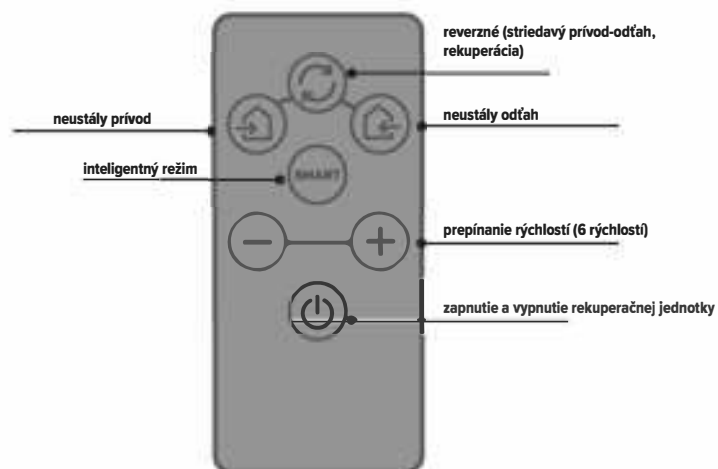 reverzné (striedavý prívod-odťah,
rekuperácia)
neustály prívod
neustály odťah
inteligentný režim
SMART
prepínanie rýchlostí (6 rýchlostí)
zapnutie a vypnutie rekuperačnej jednotky